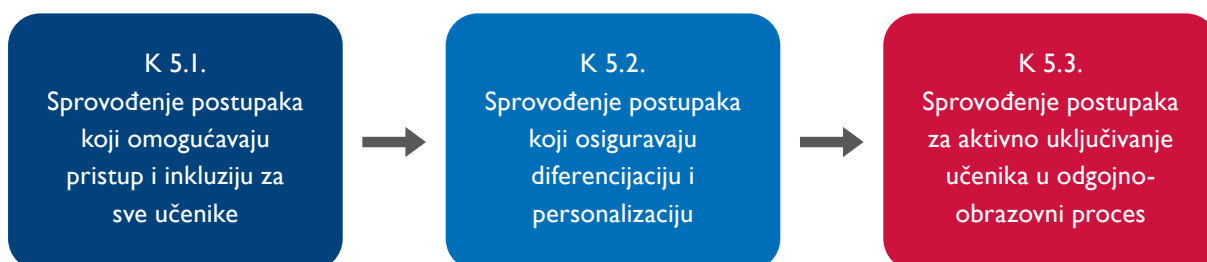 K 5.1.
Sprovođenje postupaka
koji omogućavaju
pristup i inkluziju za
sve učenike
K 5.2.
Sprovođenje postupaka
koji osiguravaju
diferencijaciju i
personalizaciju
K 5.3.
Sprovođenje postupaka
za aktivno uključivanje
učenika u odgojno-
obrazovni proces